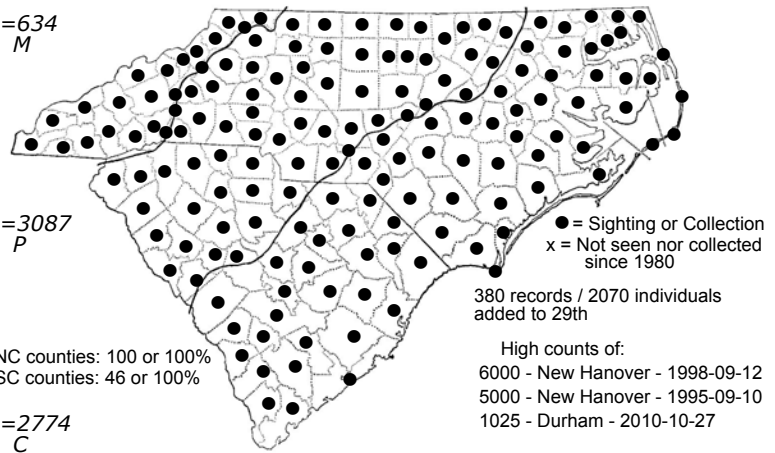 =634
M
=3087
P
● = Sighting or Collection
x = Not seen nor collected
since 1980
380 records / 2070 individuals
added to 29th
NC counties: 100 or 100%
SC counties: 46 or 100%
High counts of:
6000 - New Hanover - 1998-09-12
5000 - New Hanover - 1995-09-10
1025 - Durham - 2010-10-27
=2774
C